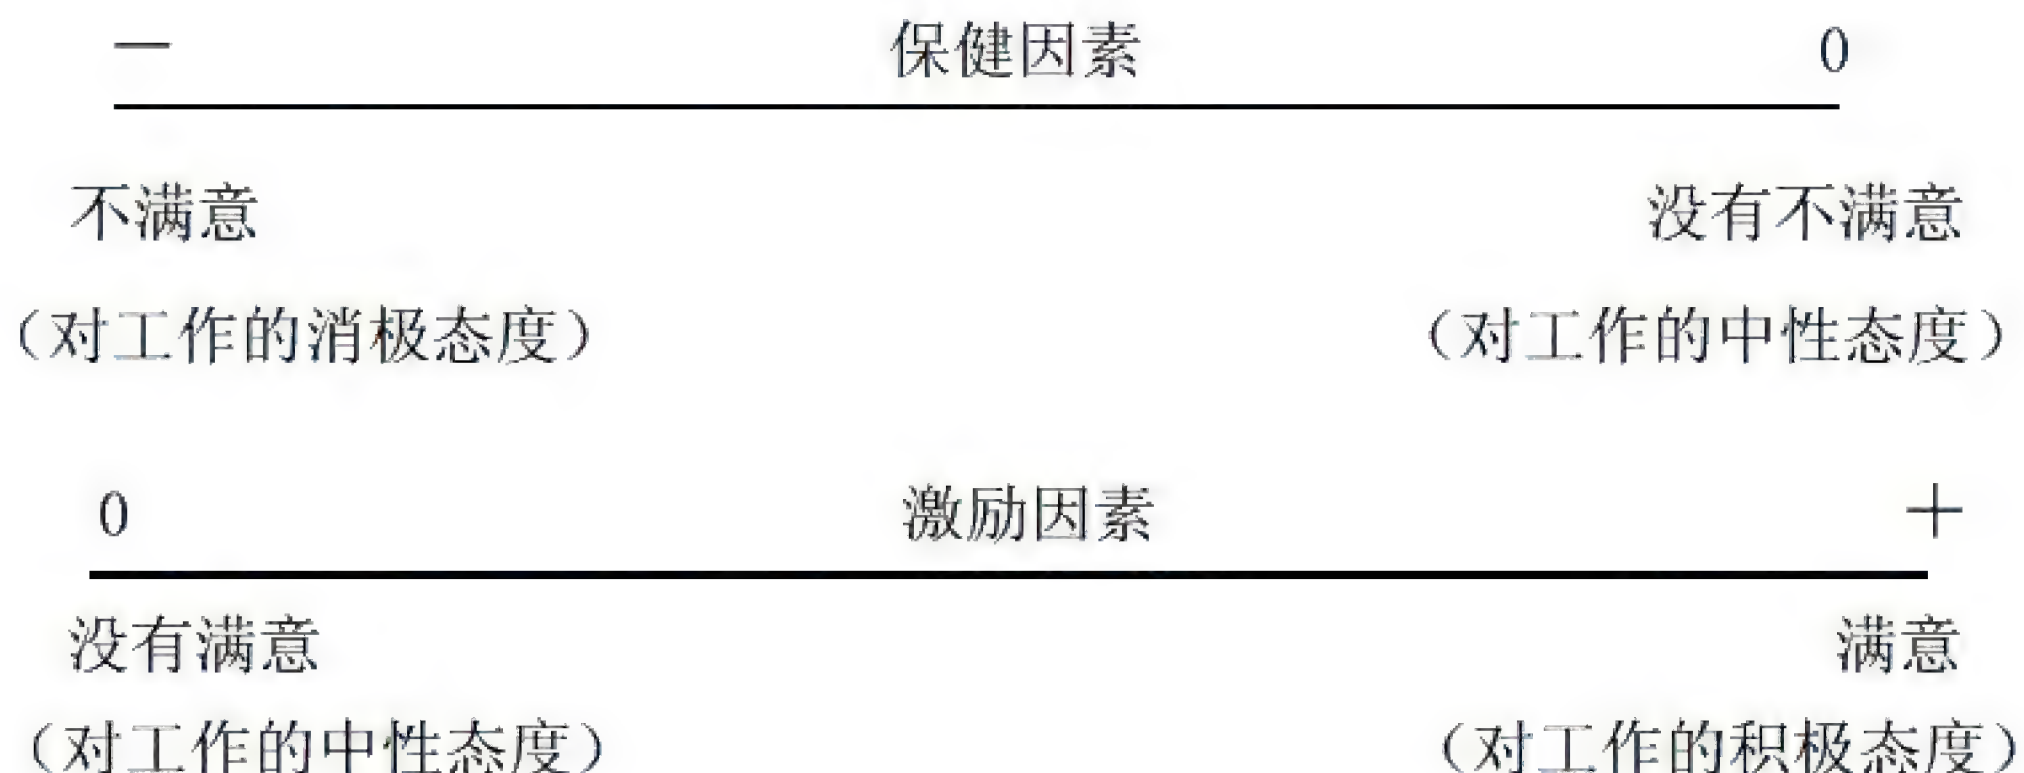 — 保健因素 0
不满意 没有不满意
（对工作的消极态度） （对工作的中性态度）
0 激励因素 +
没有满意 满意
（对工作的中性态度） （对工作的积极态度）